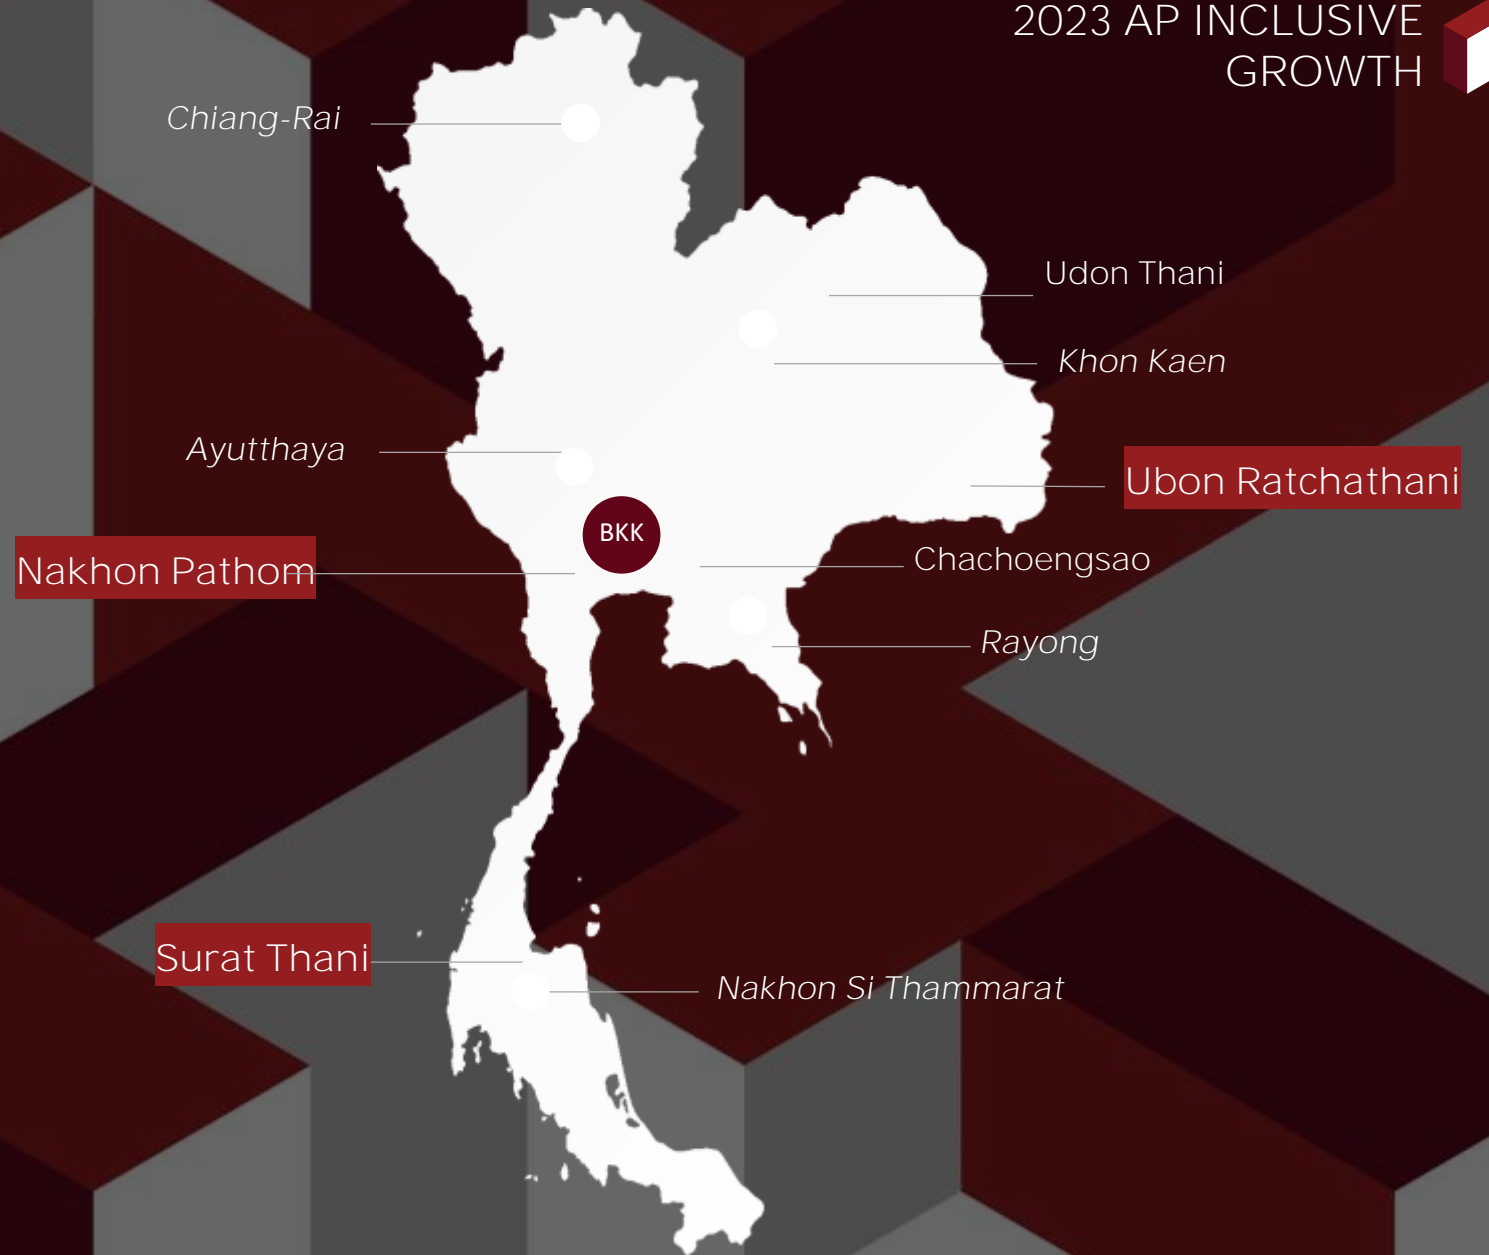 2023 AP INCLUSIVE
GROWTH
Chiang-Rai
Udon Thani
Khon Kaen
Ayutthaya
Ubon Ratchathani
BKK
Nakhon Pathom
Chachoengsao
Rayong
Surat Thani
Nakhon Si Thammarat